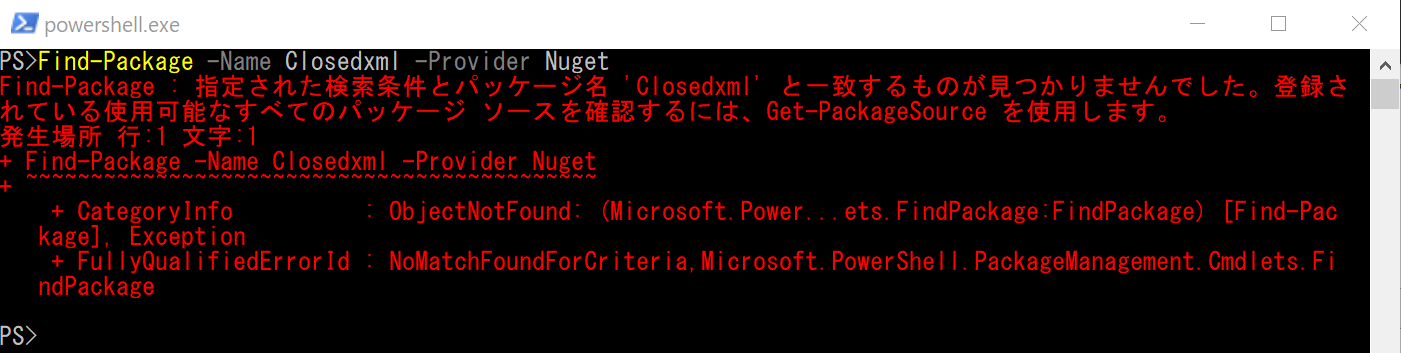 powershell.exe
PS>Find-Package -Name Closedxml -Provider Nuget
Find-Package : 指定された検索条件とパッケージ名 'Closedxml' と一致するものが見つかりませんでした。登録さ
れている使用可能なすべてのパッケージ ソースを確認するには、Get-PackageSource を使用します。
発生場所 行:1 文字:1
+ Find-Package -Name Closedxml -Provider Nuget
+ ~~~~~~~~~~~~~~~~~~~~~~~~~~~~~~~~~~~~~~~~~~~~
    + CategoryInfo          : ObjectNotFound: (Microsoft.Power...ets.FindPackage:FindPackage) [Find-Pac
   kage], Exception
    + FullyQualifiedErrorId : NoMatchFoundForCriteria,Microsoft.PowerShell.PackageManagement.Cmdlets.Fi
   ndPackage
PS>